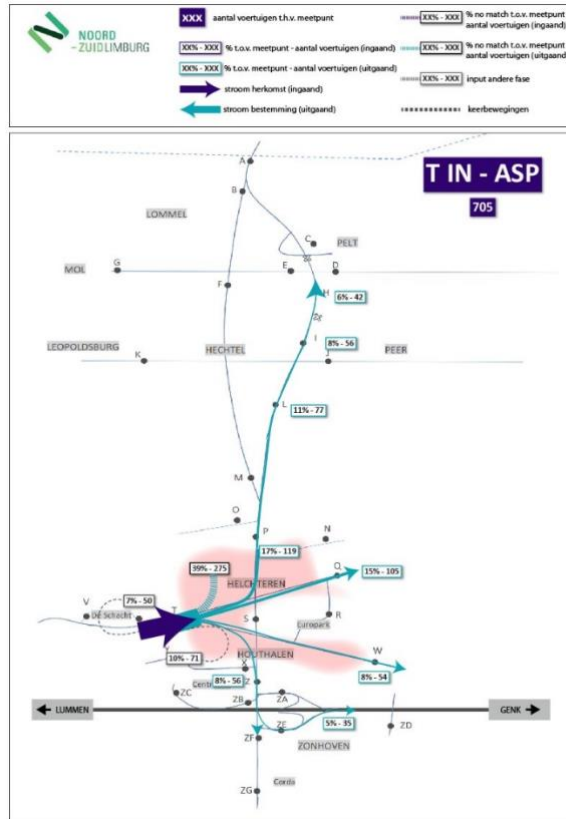 NOORD
-ZUIDLIMBURG
XXX aantal voertuigen t.h.v. meetpunt
XX% - XXX % t.o.v. meetpunt - aantal voertuigen (ingaand)
XX% - XXX % t.o.v. meetpunt - aantal voertuigen (uitgaand)
stroom herkomst (ingaand)
stroom bestemming (uitgaand)
XX% - XXX % no match t.o.v. meetpunt
aantal voertuigen (ingaand)
XX% - XXX % no match t.o.v. meetpunt
aantal voertuigen (uitgaand)
XX% - XXX input andere fase
keerbewegingen
T IN - ASP
705
A
B
LOMMEL
C
PELT
MOL
G
E
D
F
H
6% - 42
I
8% - 56
LEOPOLDSBURG
K
HECHTEL
J
PEER
L
11% - 77
M
O
P
N
17% - 119
39% - 275
Q
15% - 105
HELCHTEREN
7% - 50
V
De Schacht
T
S
R
Europark
HOUTHALEN
10% - 71
X
W
8% - 54
8% - 56
Z
ZC
ZB
ZA
LUMMEN
5% - 35
GENK
ZE
ZD
ZF
ZONHOVEN
ZG